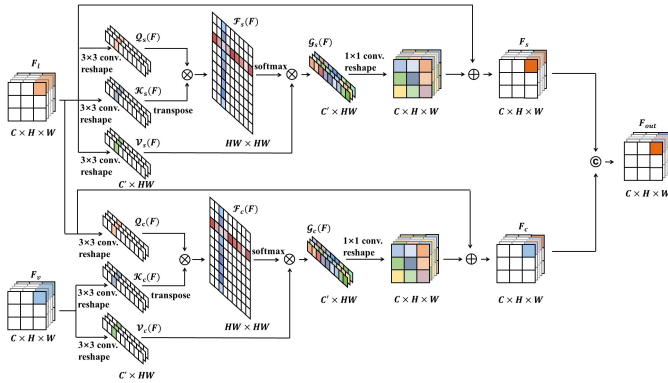 F_t
C × H × W
3×3 conv.
reshape
Q_s(F)
3×3 conv.
reshape
K_s(F)
transpose
3×3 conv.
reshape
V_s(F)
C′ × HW
F_s(F)
HW × HW
softmax
G_s(F)
C′ × HW
1×1 conv.
reshape
C × H × W
F_s
C × H × W
F_out
C × H × W
F_v
C × H × W
3×3 conv.
reshape
Q_c(F)
3×3 conv.
reshape
K_c(F)
transpose
3×3 conv.
reshape
V_c(F)
C′ × HW
F_c(F)
HW × HW
softmax
G_c(F)
C′ × HW
1×1 conv.
reshape
C × H × W
F_c
C × H × W
C